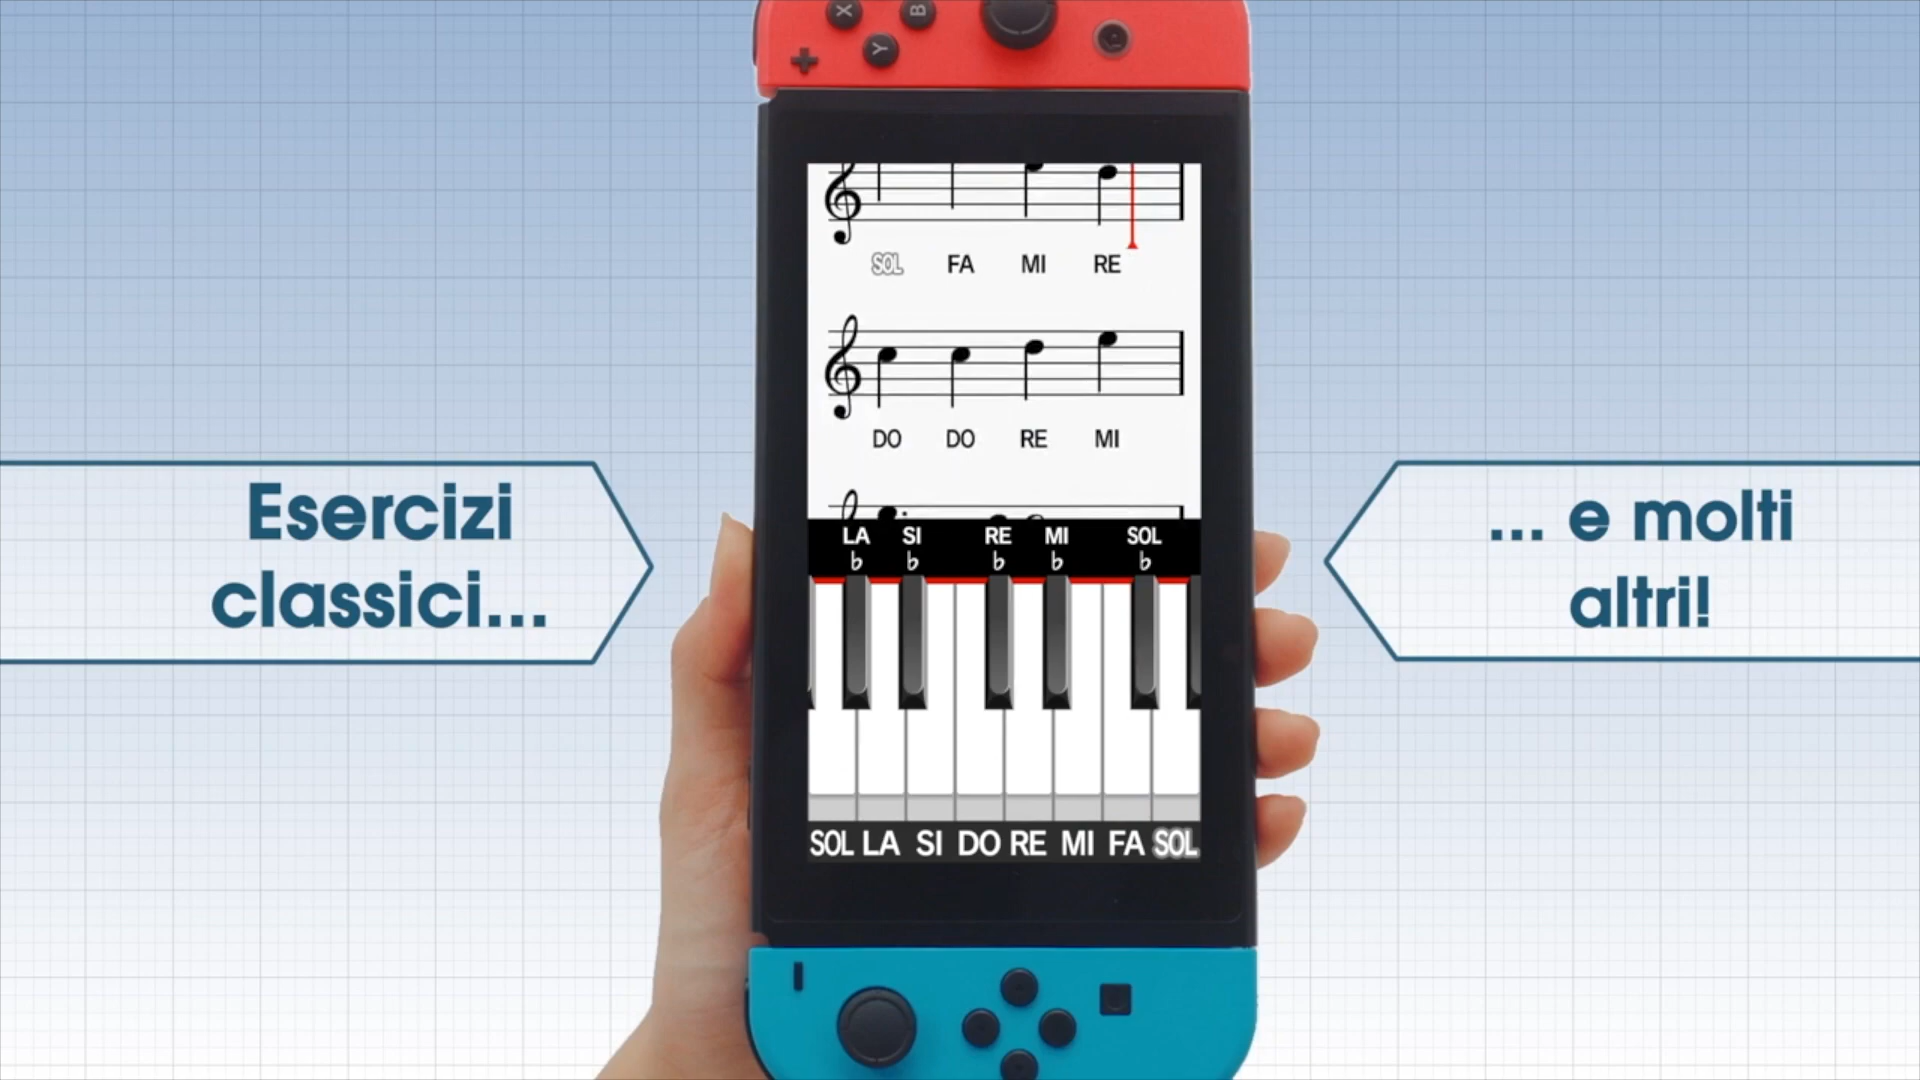 X B
Y
SOL FA MI RE
DO DO RE MI
Esercizi
classici...
... e molti
altri!
LA SI RE MI SOL
♭ ♭ ♭ ♭ ♭
SOL LA SI DO RE MI FA SOL